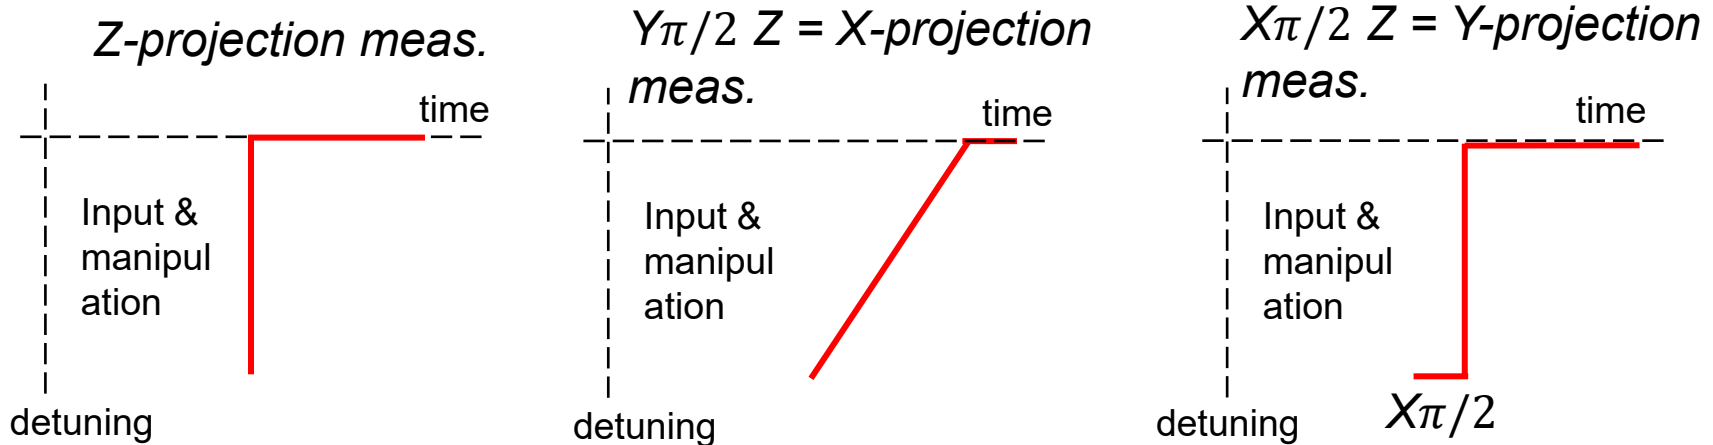 Z-projection meas.
time
Input &
manipul
ation
detuning
Yπ/2 Z = X-projection
meas.
time
Input &
manipul
ation
detuning
Xπ/2 Z = Y-projection
meas.
time
Input &
manipul
ation
Xπ/2
detuning